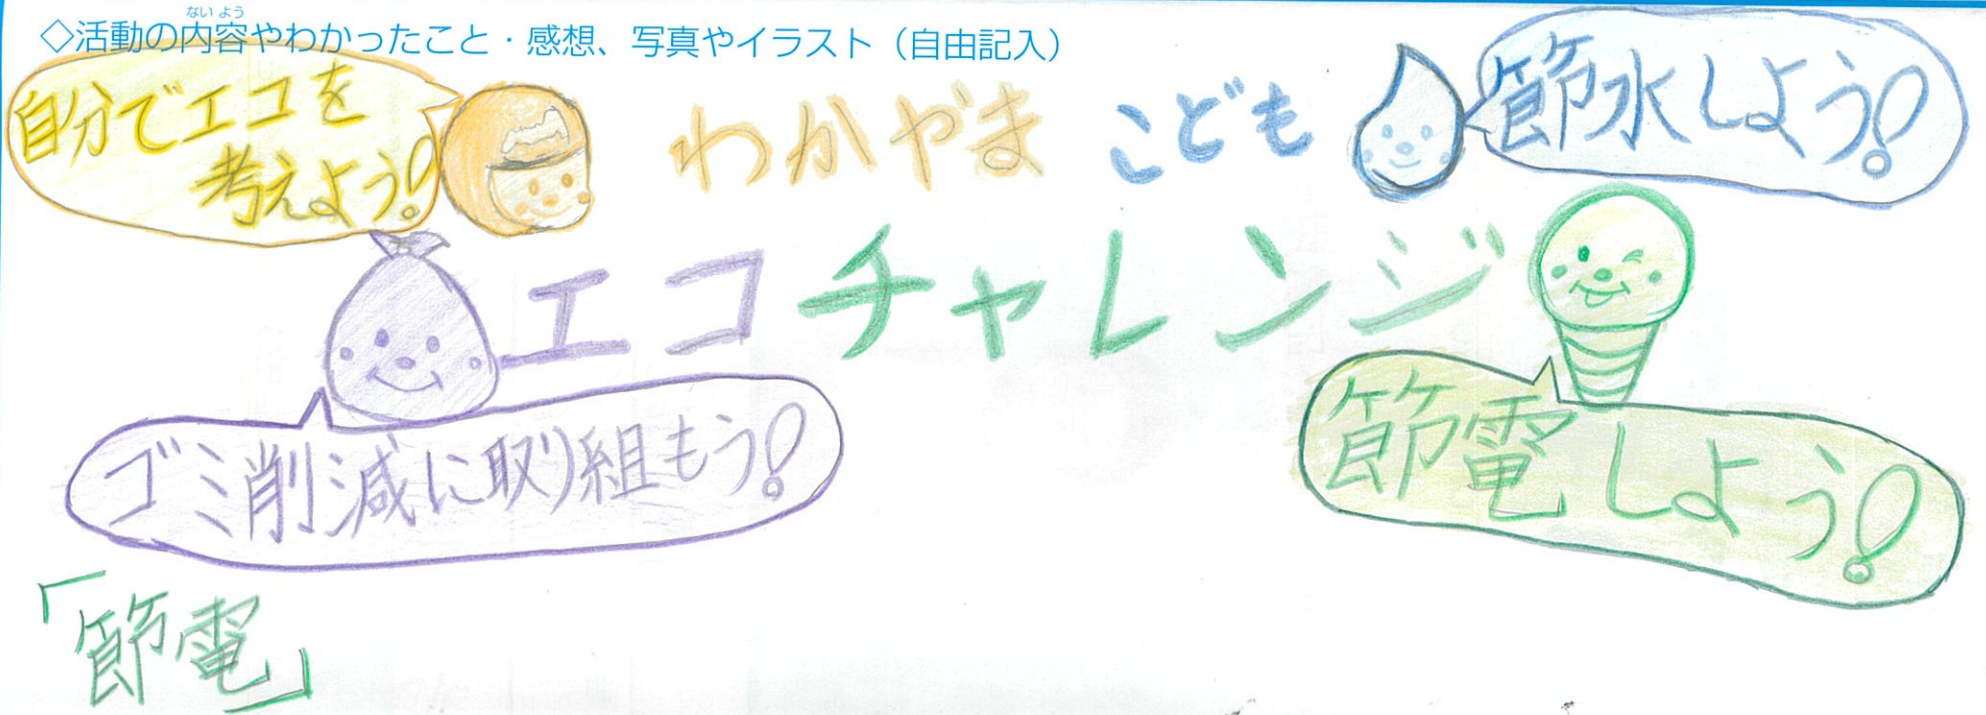 ◇活動の内容やわかったこと・感想、写真やイラスト（自由記入）
自分でエコを
考えよう!
わかやま こども
節水しよう!
エコチャレンジ
ゴミ削減に取り組もう!
節電しよう!
「節電」